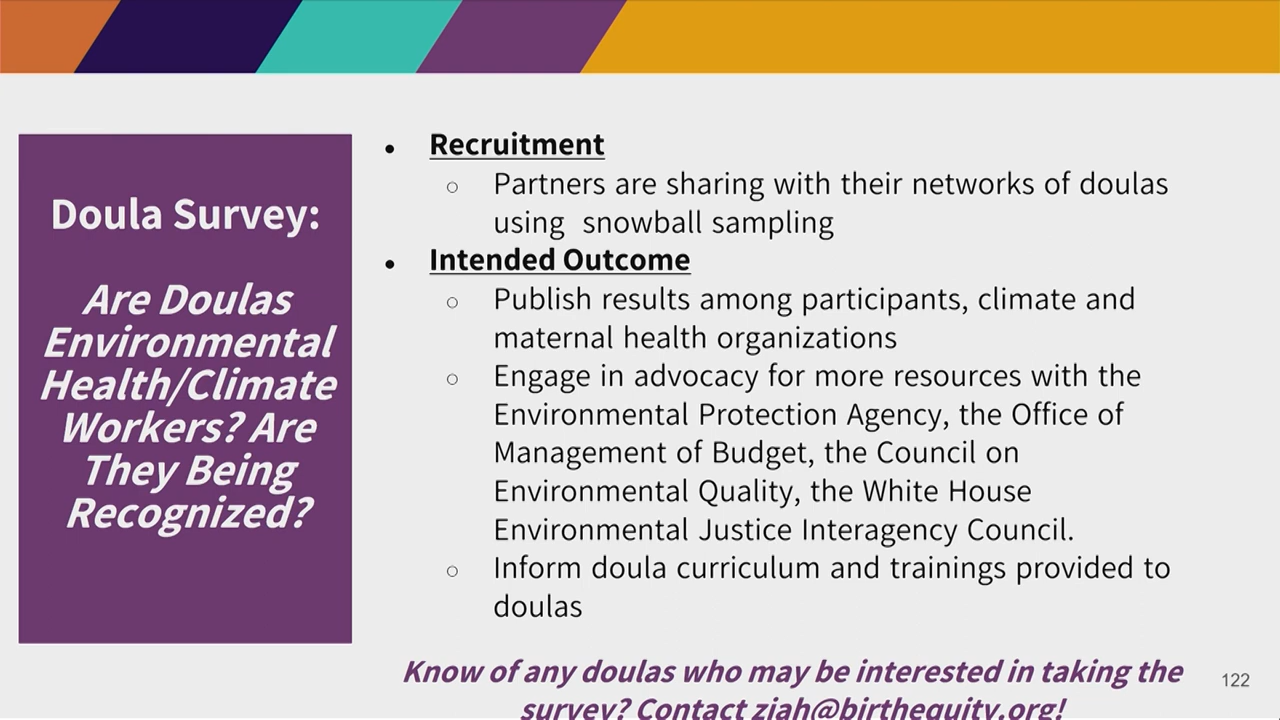 Doula Survey:
Are Doulas
Environmental
Health/Climate
Workers? Are
They Being
Recognized?
● Recruitment
○ Partners are sharing with their networks of doulas
using snowball sampling
● Intended Outcome
○ Publish results among participants, climate and
maternal health organizations
○ Engage in advocacy for more resources with the
Environmental Protection Agency, the Office of
Management of Budget, the Council on
Environmental Quality, the White House
Environmental Justice Interagency Council.
○ Inform doula curriculum and trainings provided to
doulas
Know of any doulas who may be interested in taking the
survey? Contact ziah@birthequity.org!
122